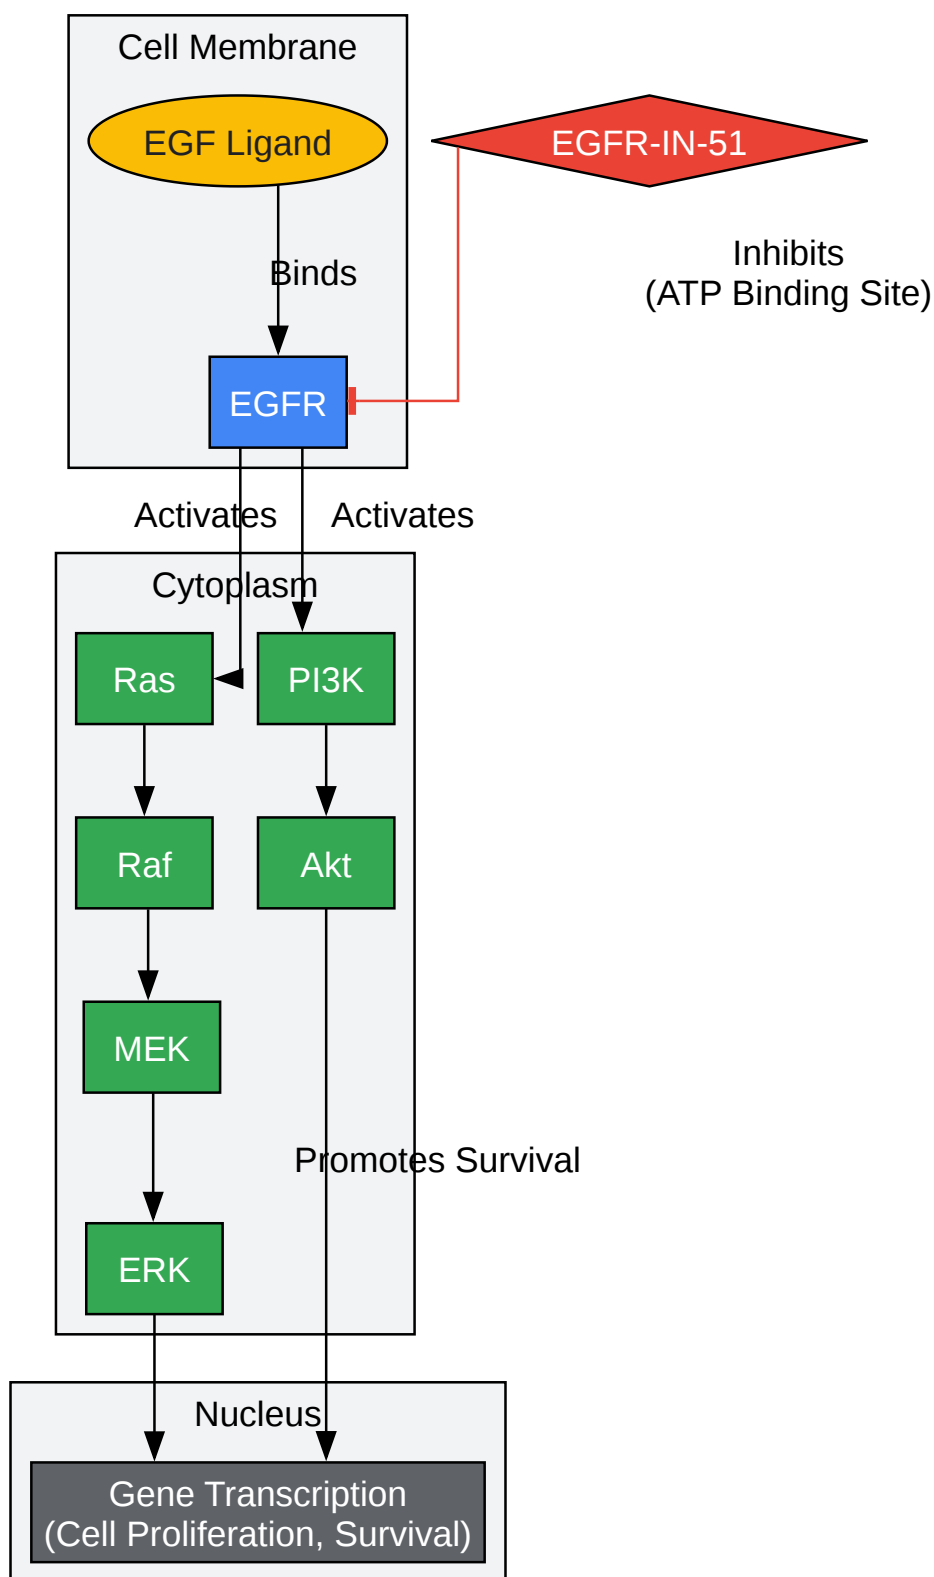 Cell Membrane
EGF Ligand
EGFR-IN-51
Binds
Inhibits
(ATP Binding Site)
EGFR
Activates
Activates
Cytoplasm
Ras
PI3K
Raf
Akt
MEK
Promotes Survival
ERK
Nucleus
Gene Transcription
(Cell Proliferation, Survival)